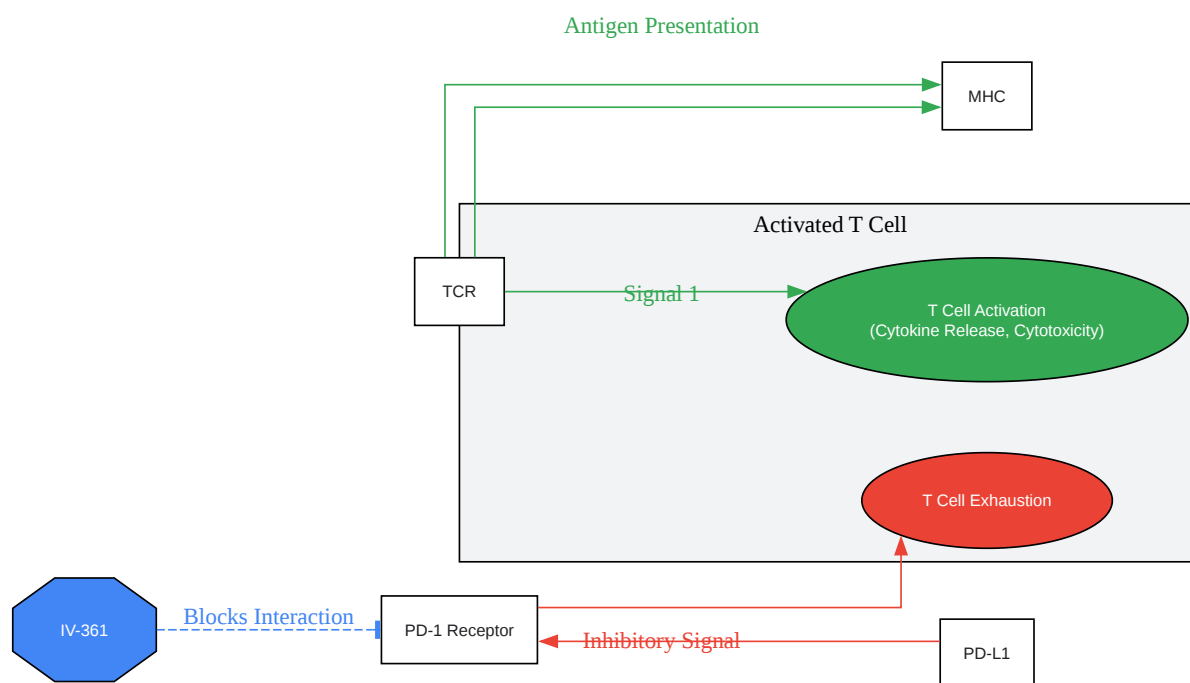 Antigen Presentation
MHC
Activated T Cell
TCR
Signal 1
T Cell Activation
(Cytokine Release, Cytotoxicity)
T Cell Exhaustion
IV-361
Blocks Interaction
PD-1 Receptor
Inhibitory Signal
PD-L1